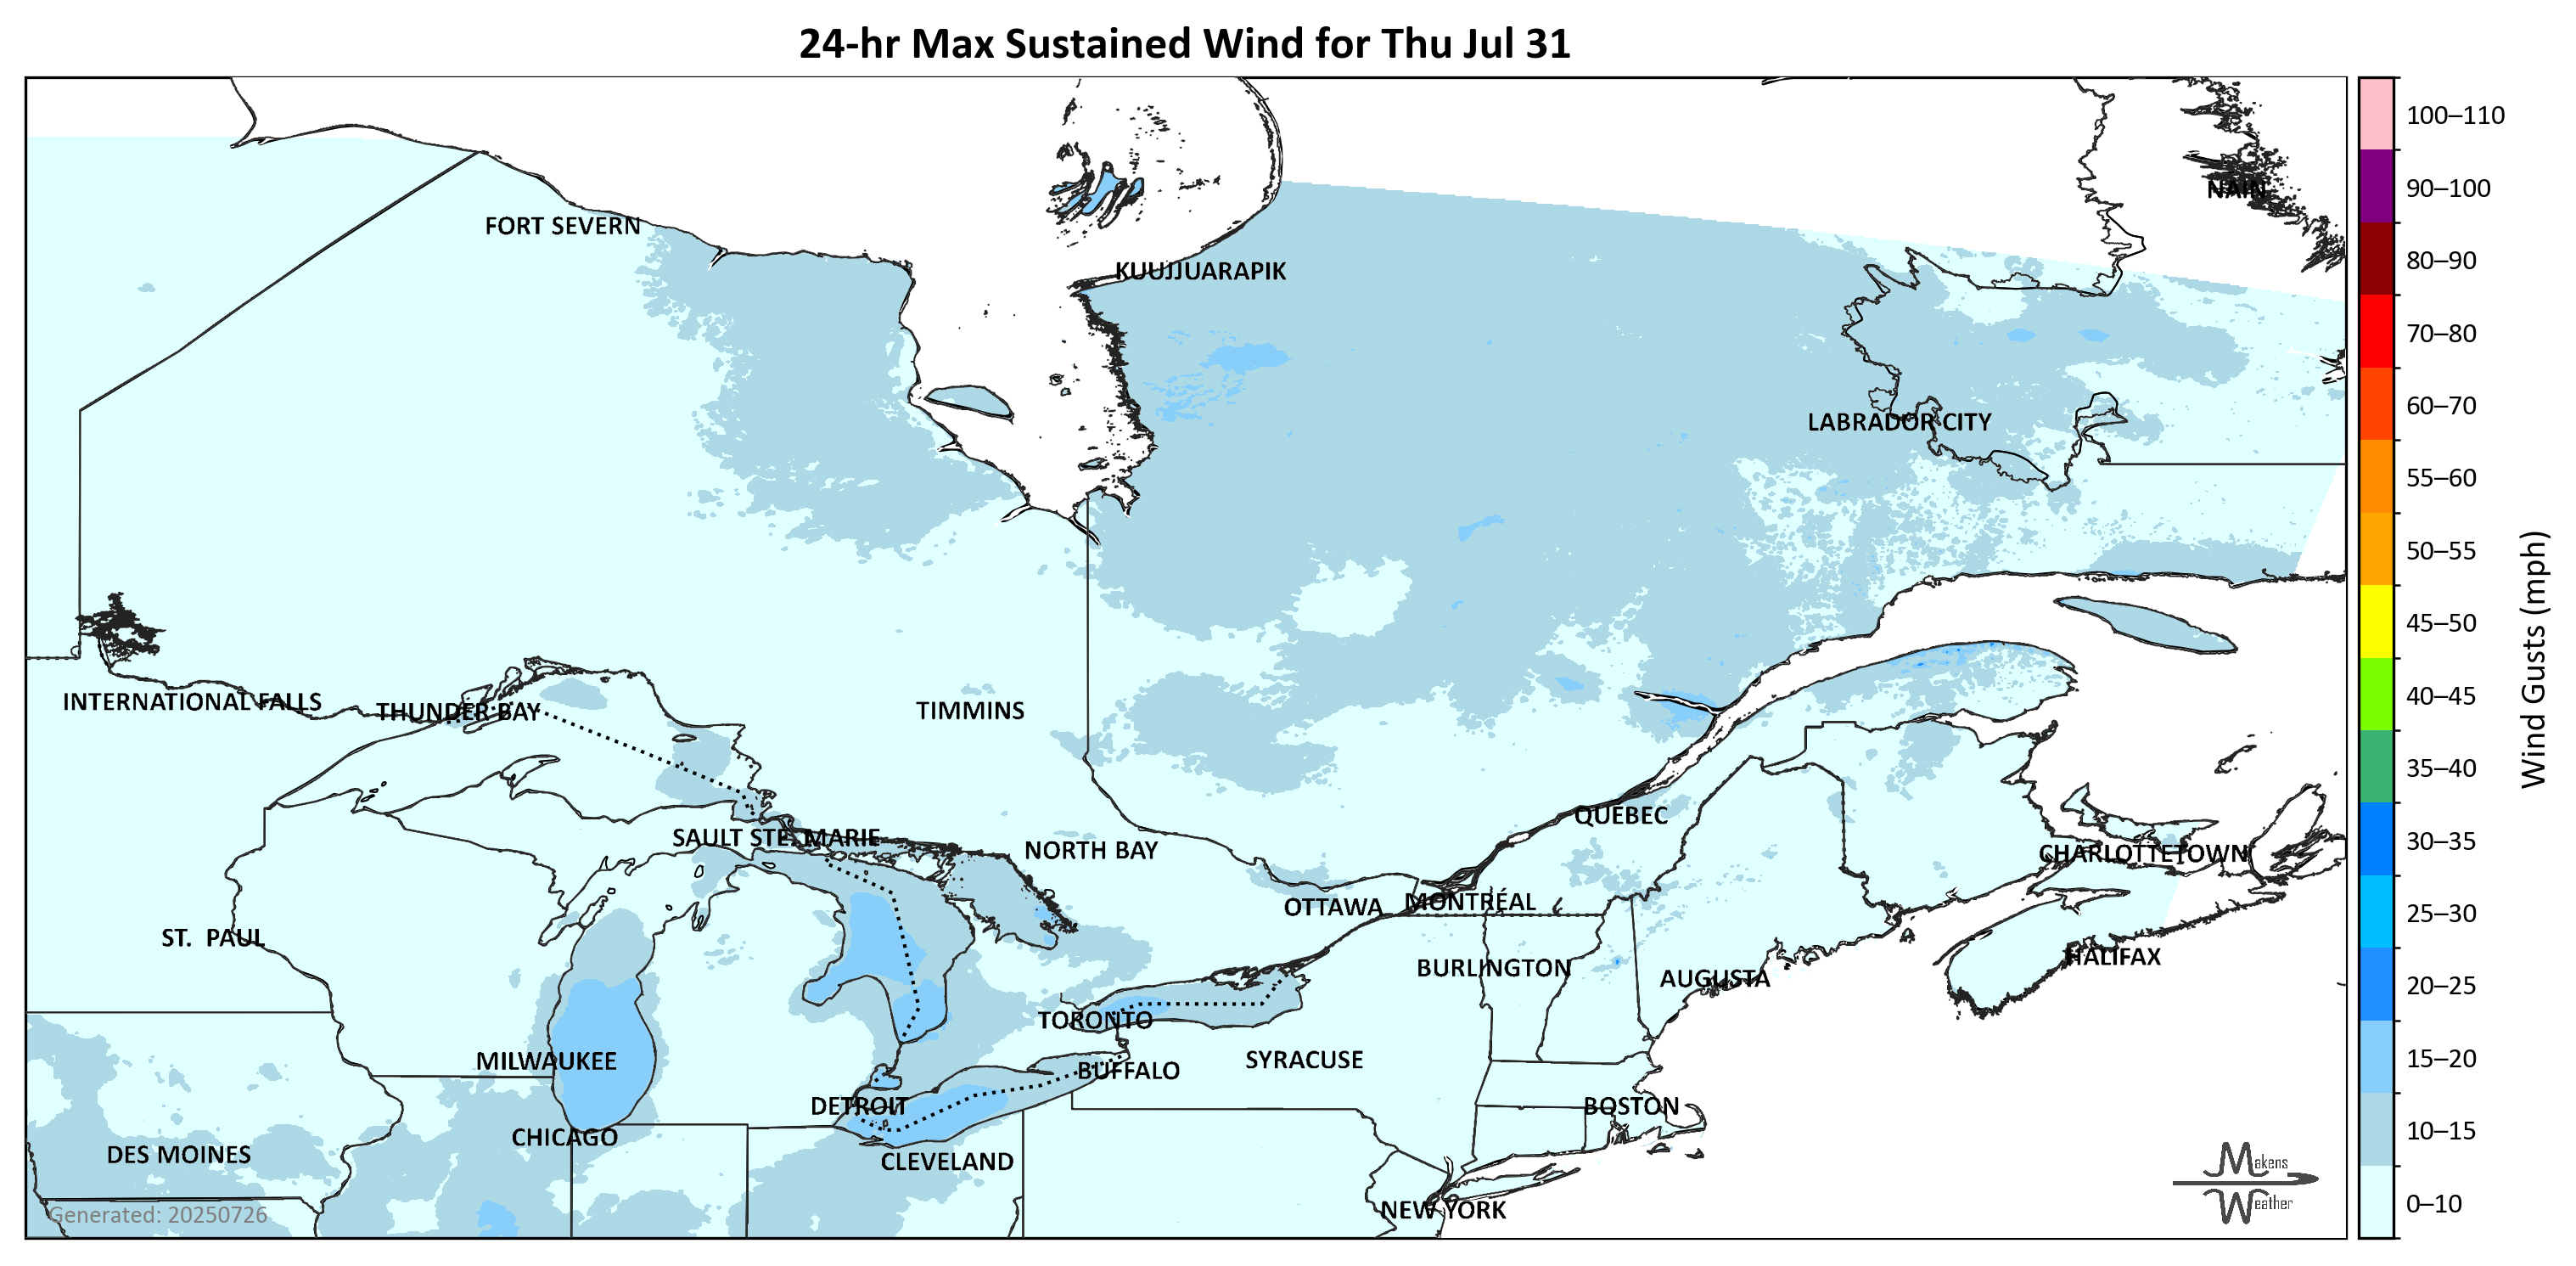 24-hr Max Sustained Wind for Thu Jul 31
100–110
90–100
NAIN
FORT SEVERN
80–90
KUUJJUARAPIK
70–80
60–70
LABRADOR CITY
55–60
50–55
45–50
Wind Gusts (mph)
40–45
INTERNATIONAL FALLS
THUNDER BAY
TIMMINS
35–40
QUÉBEC
30–35
SAULT STE. MARIE
NORTH BAY
CHARLOTTETOWN
OTTAWA
MONTRÉAL
25–30
ST. PAUL
HALIFAX
BURLINGTON
AUGUSTA
20–25
TORONTO
MILWAUKEE
SYRACUSE
15–20
BUFFALO
DETROIT
BOSTON
10–15
CHICAGO
DES MOINES
CLEVELAND
Makens
Weather
0–10
NEW YORK
Generated: 20250726